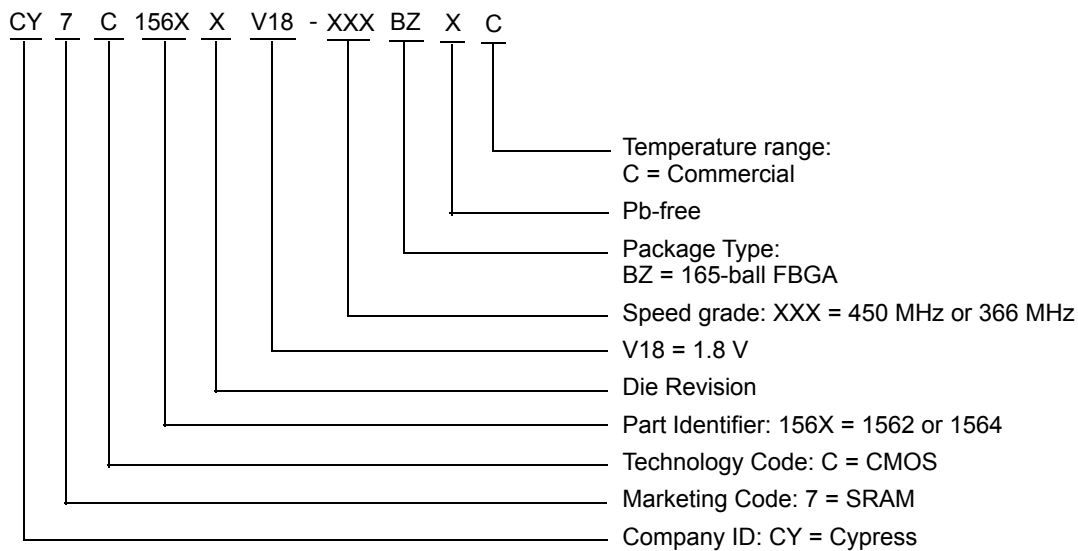 CY 7 C 156X X V18 - XXX BZ X C
Temperature range:
C = Commercial
Pb-free
Package Type:
BZ = 165-ball FBGA
Speed grade: XXX = 450 MHz or 366 MHz
V18 = 1.8 V
Die Revision
Part Identifier: 156X = 1562 or 1564
Technology Code: C = CMOS
Marketing Code: 7 = SRAM
Company ID: CY = Cypress